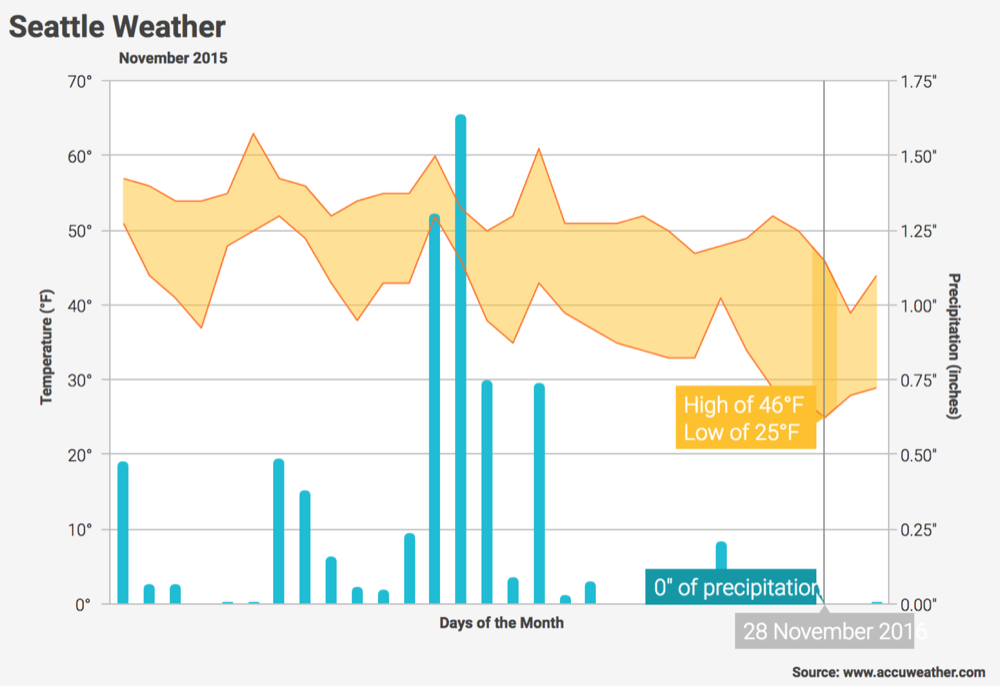 Seattle Weather
November 2015
70°
60°
50°
40°
30°
20°
10°
0°
Temperature (°F)
1.75"
1.50"
1.25"
1.00"
0.75"
0.50"
0.25"
0.00"
Precipitation (inches)
High of 46°F
Low of 25°F
0" of precipitation
28 November 2016
Days of the Month
Source: www.accuweather.com